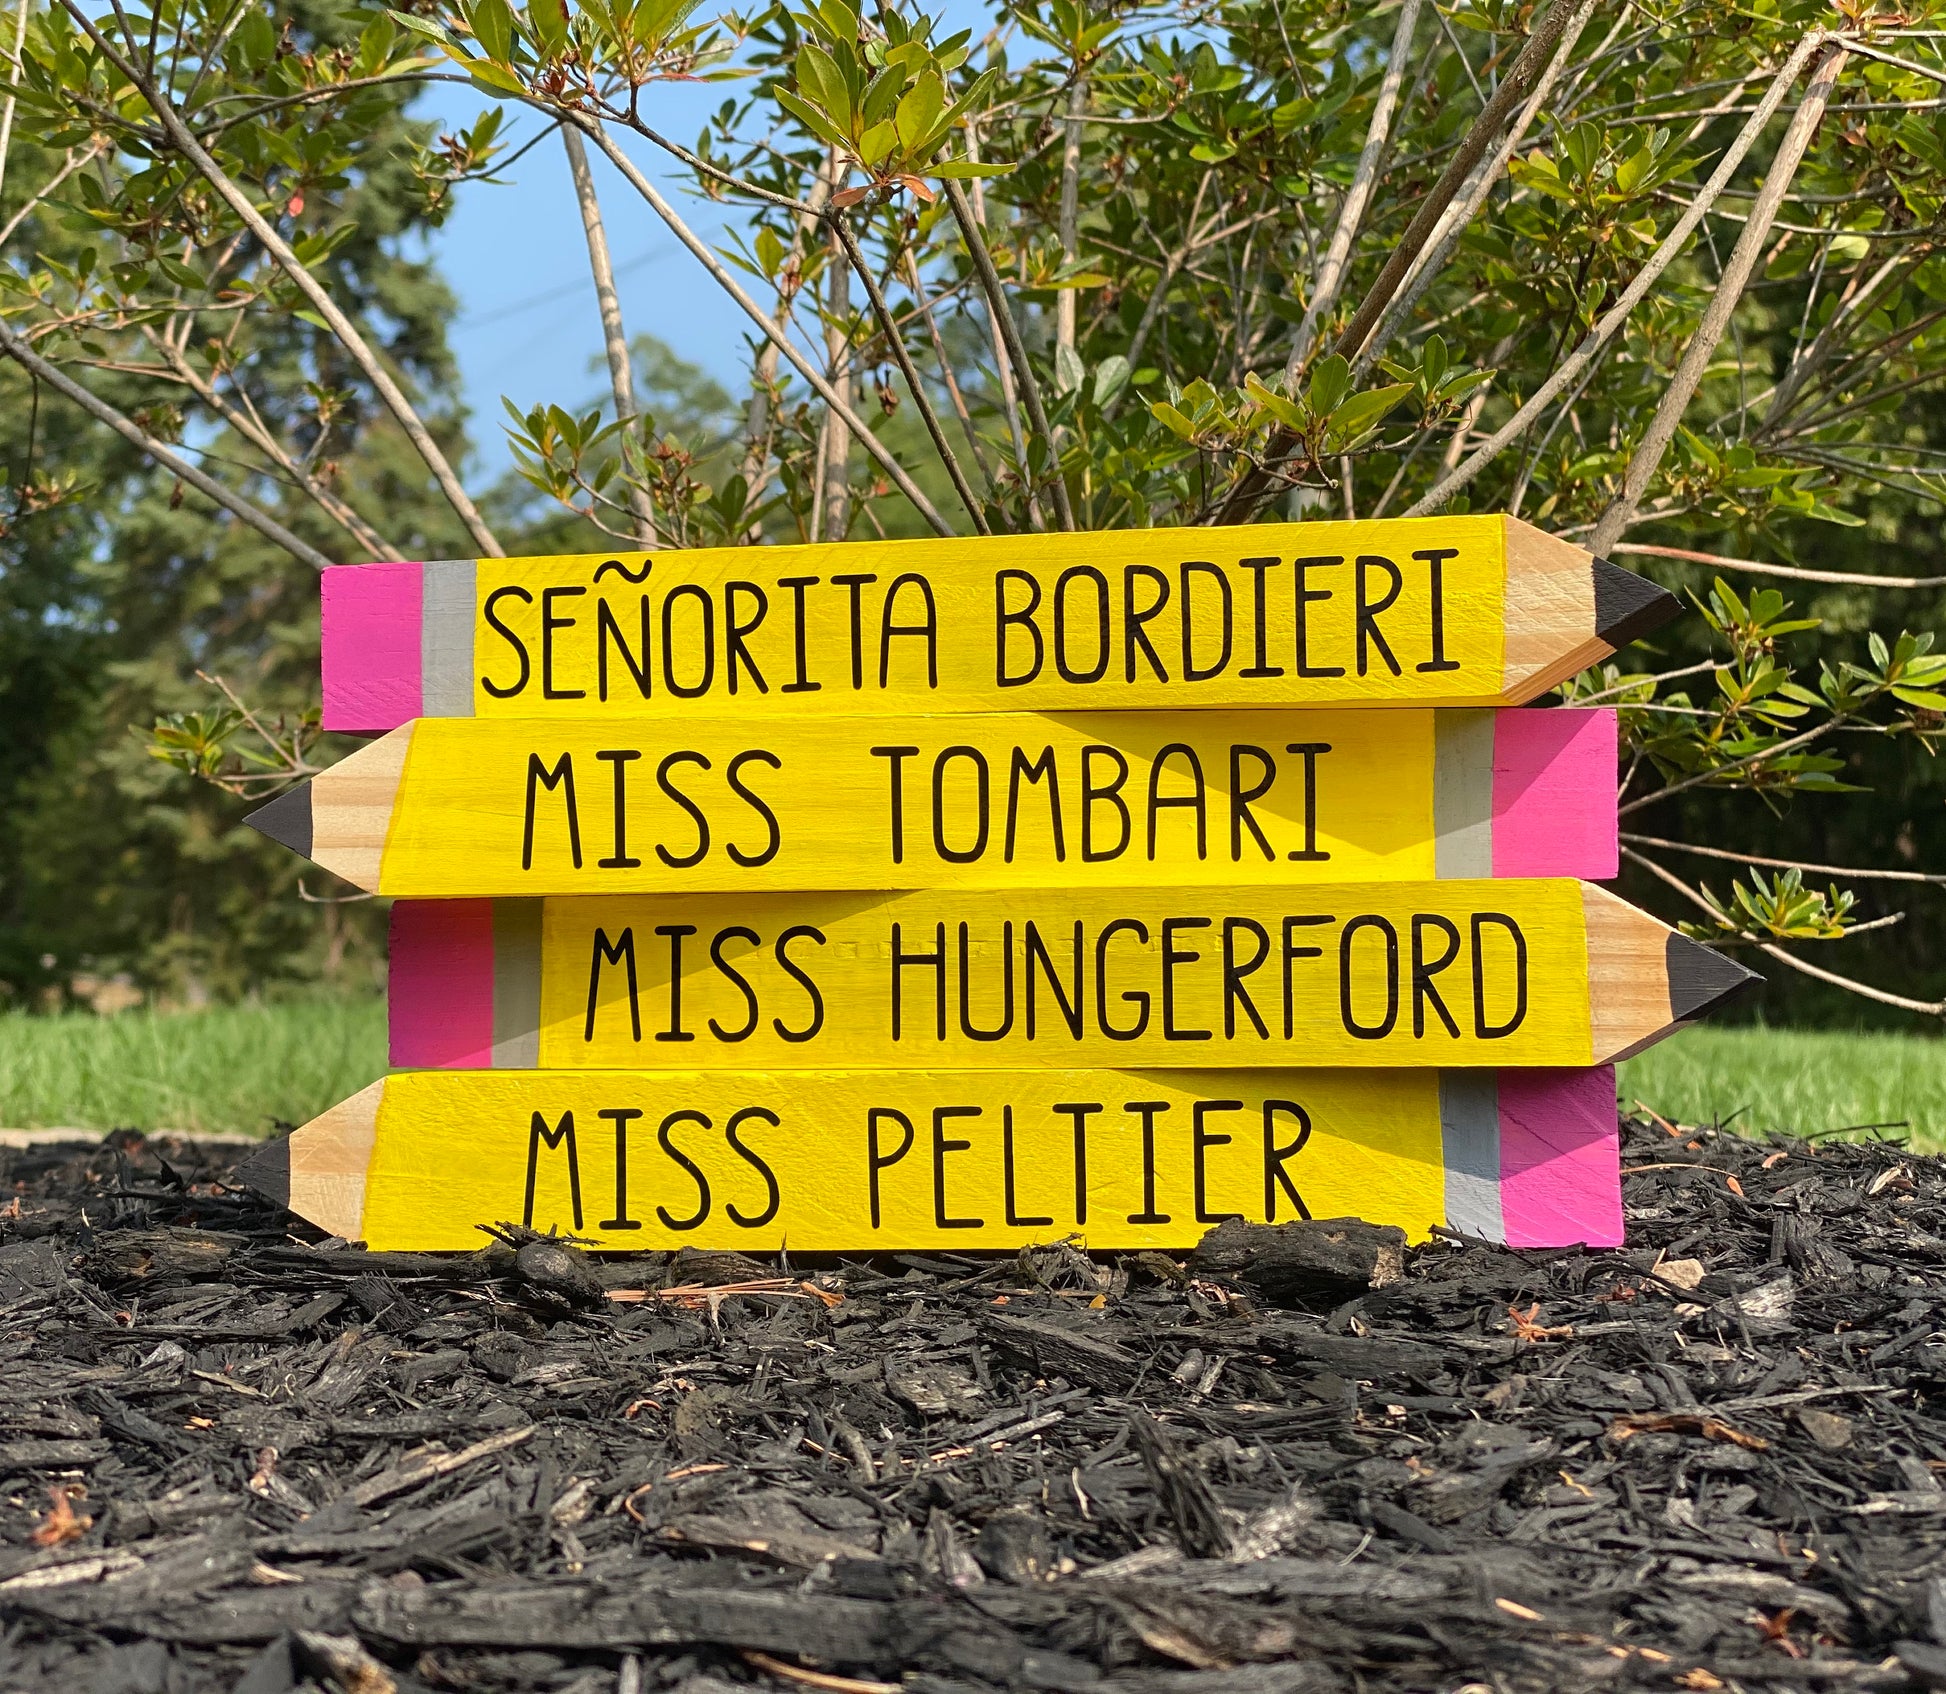 SEÑORITA BORDIERI
MISS TOMBARI
MISS HUNGERFORD
MISS PELTIER